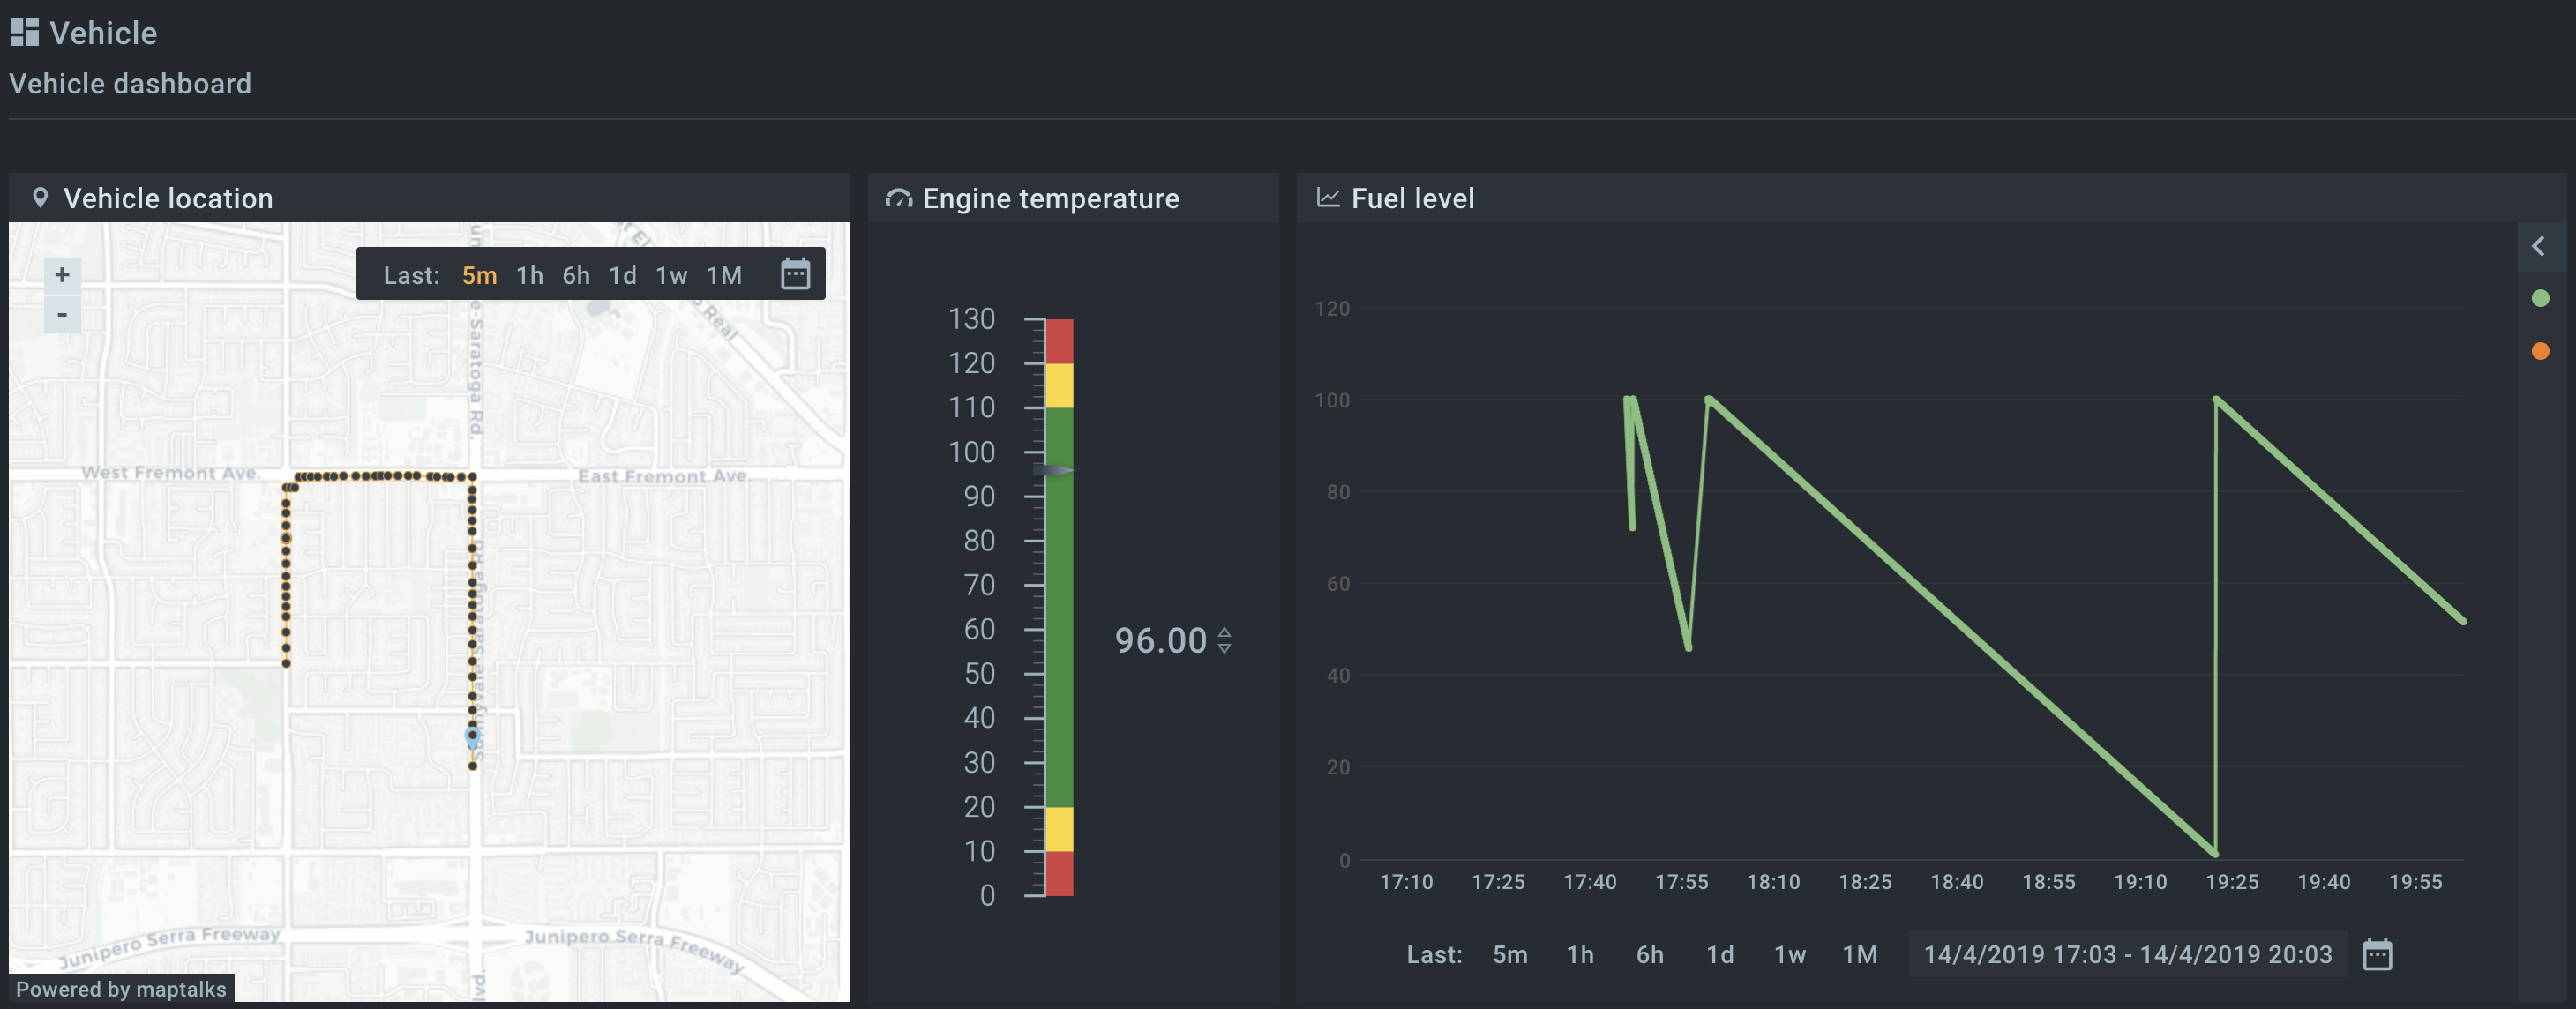 Vehicle
Vehicle dashboard
Vehicle location
+
-
Last: 5m 1h 6h 1d 1w 1M
Real
e-Saratoga Rd.
West Fremont Ave.
East Fremont Ave.
Sunnyvale Saratoga Rd
Junipero Serra Freeway
Junipero Serra Freeway
Powered by maptalks
Engine temperature
130
120
110
100
90
80
70
60
50
40
30
20
10
0
96.00
Fuel level
120
100
80
60
40
20
0
17:10 17:25 17:40 17:55 18:10 18:25 18:40 18:55 19:10 19:25 19:40 19:55
Last: 5m 1h 6h 1d 1w 1M 14/4/2019 17:03 - 14/4/2019 20:03